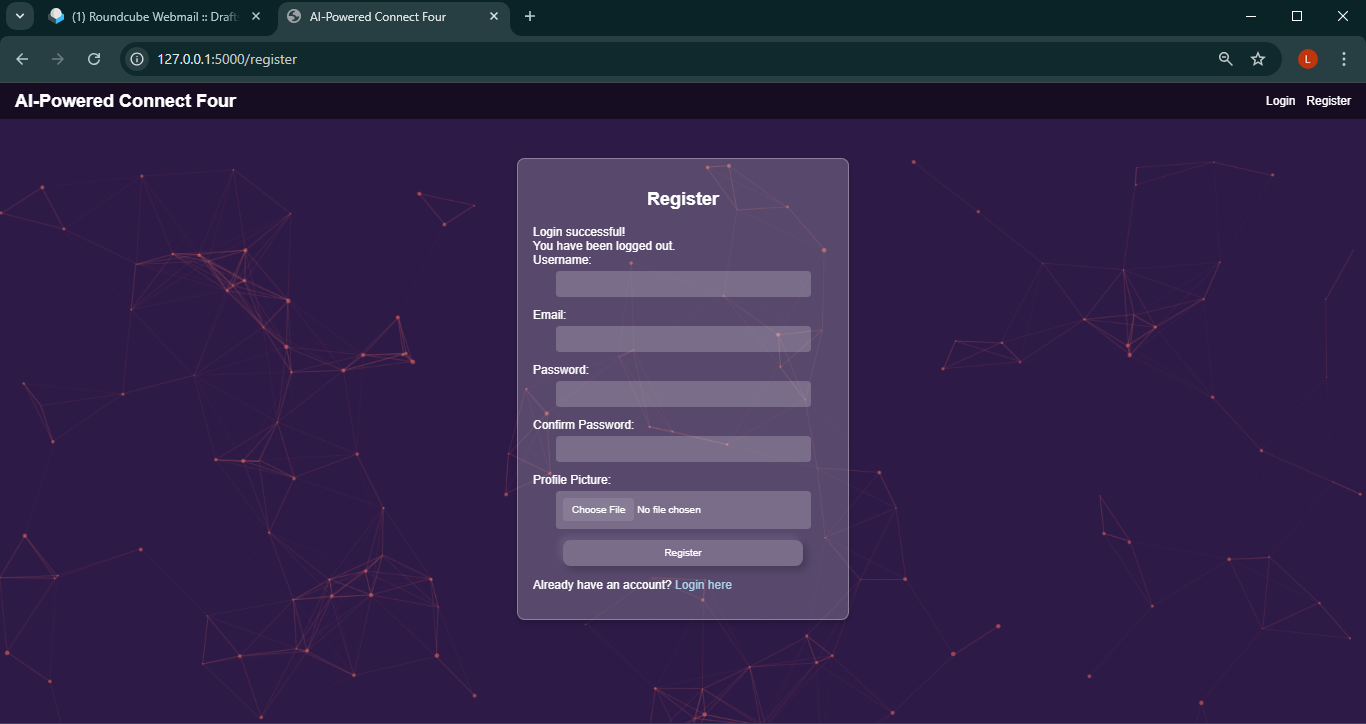 (1) Roundcube Webmail :: Draft
AI-Powered Connect Four
127.0.0.1:5000/register
L
AI-Powered Connect Four
Login Register
Register
Login successful!
You have been logged out.
Username:
Email:
Password:
Confirm Password:
Profile Picture:
Choose File No file chosen
Register
Already have an account? Login here